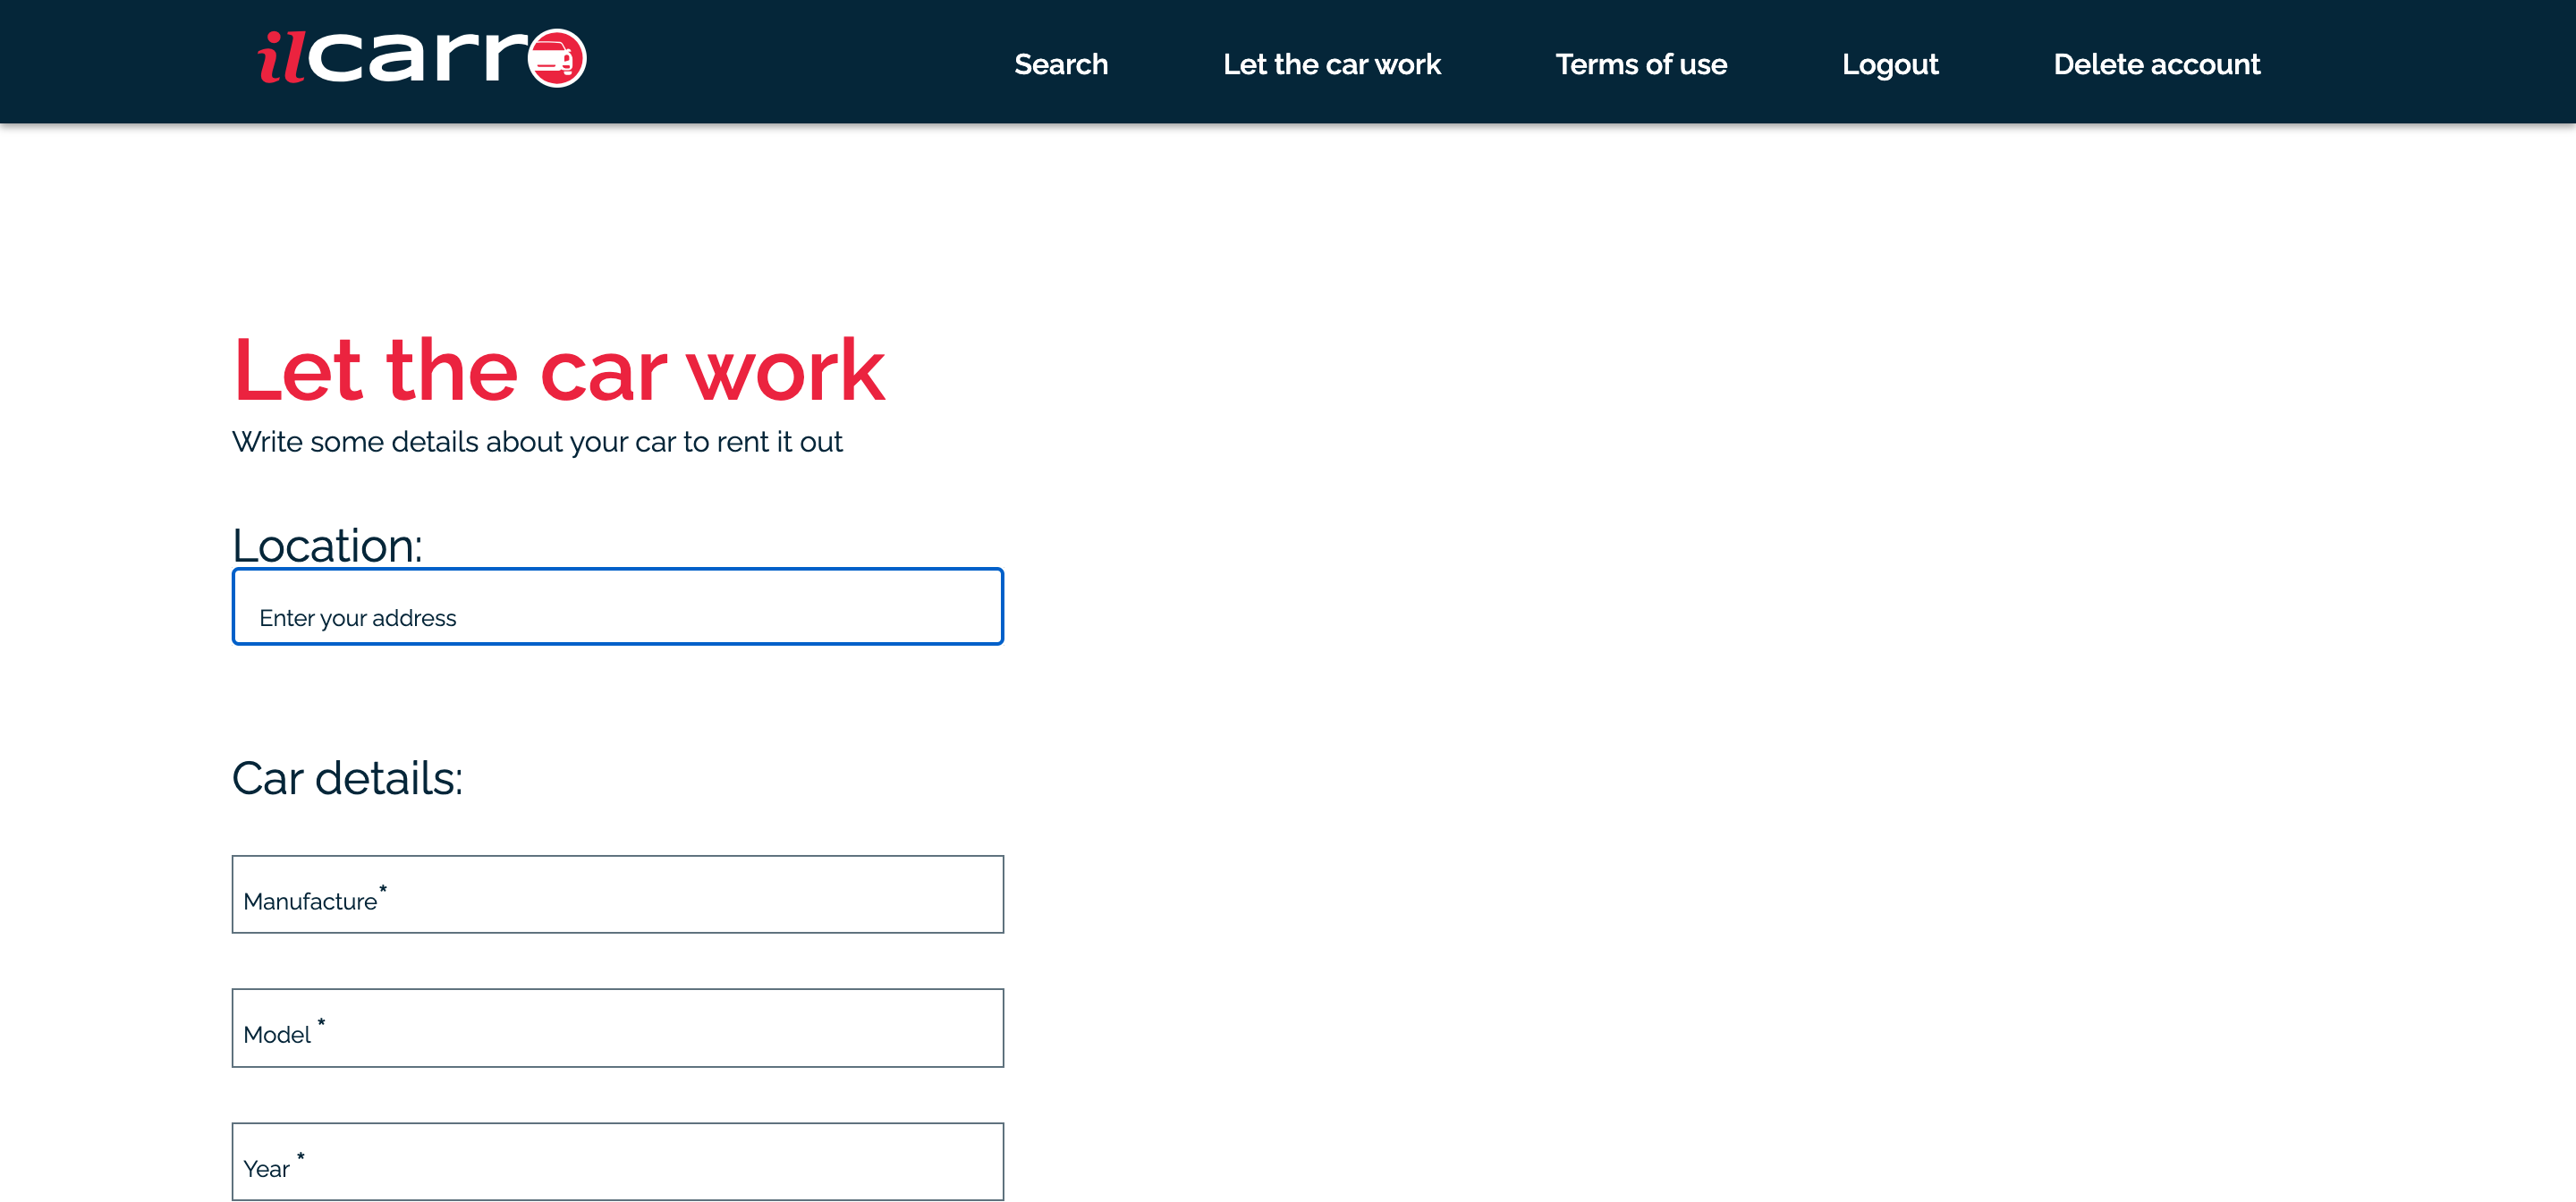 ilcarro
Search Let the car work Terms of use Logout Delete account
Let the car work
Write some details about your car to rent it out
Location:
Enter your address
Car details:
Manufacture*
Model *
Year *